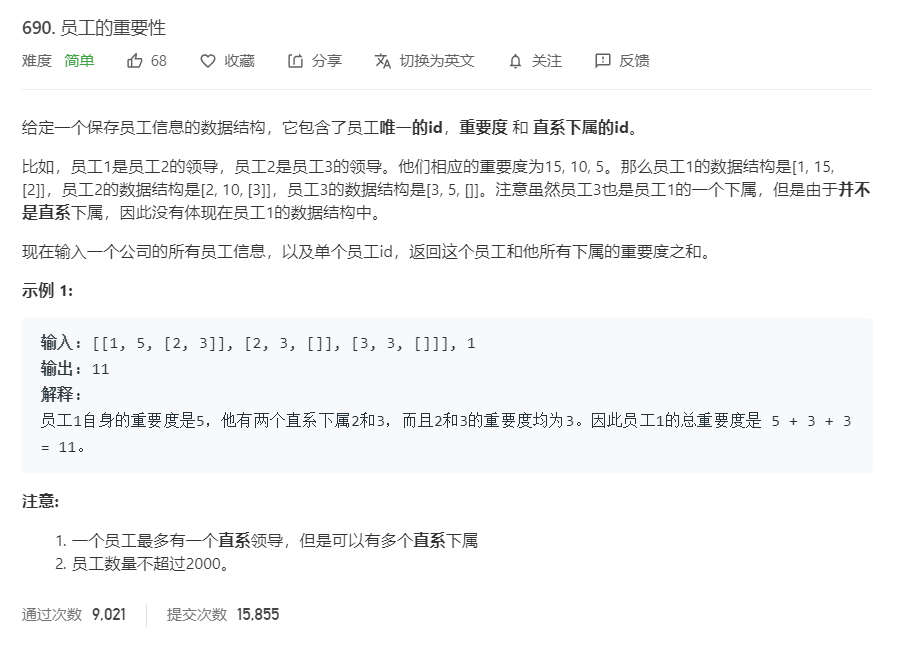 690. 员工的重要性
难度 简单 68 收藏 分享 切换为英文 关注 反馈
给定一个保存员工信息的数据结构，它包含了员工唯一的id，重要度 和 直系下属的id。
比如，员工1是员工2的领导，员工2是员工3的领导。他们相应的重要度为15, 10, 5。那么员工1的数据结构是[1, 15,
[2]]，员工2的数据结构是[2, 10, [3]]，员工3的数据结构是[3, 5, []]。注意虽然员工3也是员工1的一个下属，但是由于并不
是直系下属，因此没有体现在员工1的数据结构中。
现在输入一个公司的所有员工信息，以及单个员工id，返回这个员工和他所有下属的重要度之和。
示例 1:
输入: [[1, 5, [2, 3]], [2, 3, []], [3, 3, []]], 1
输出: 11
解释:
员工1自身的重要度是5，他有两个直系下属2和3，而且2和3的重要度均为3。因此员工1的总重要度是 5 + 3 + 3
= 11。
注意:
1. 一个员工最多有一个直系领导，但是可以有多个直系下属
2. 员工数量不超过2000。
通过次数 9,021 提交次数 15,855